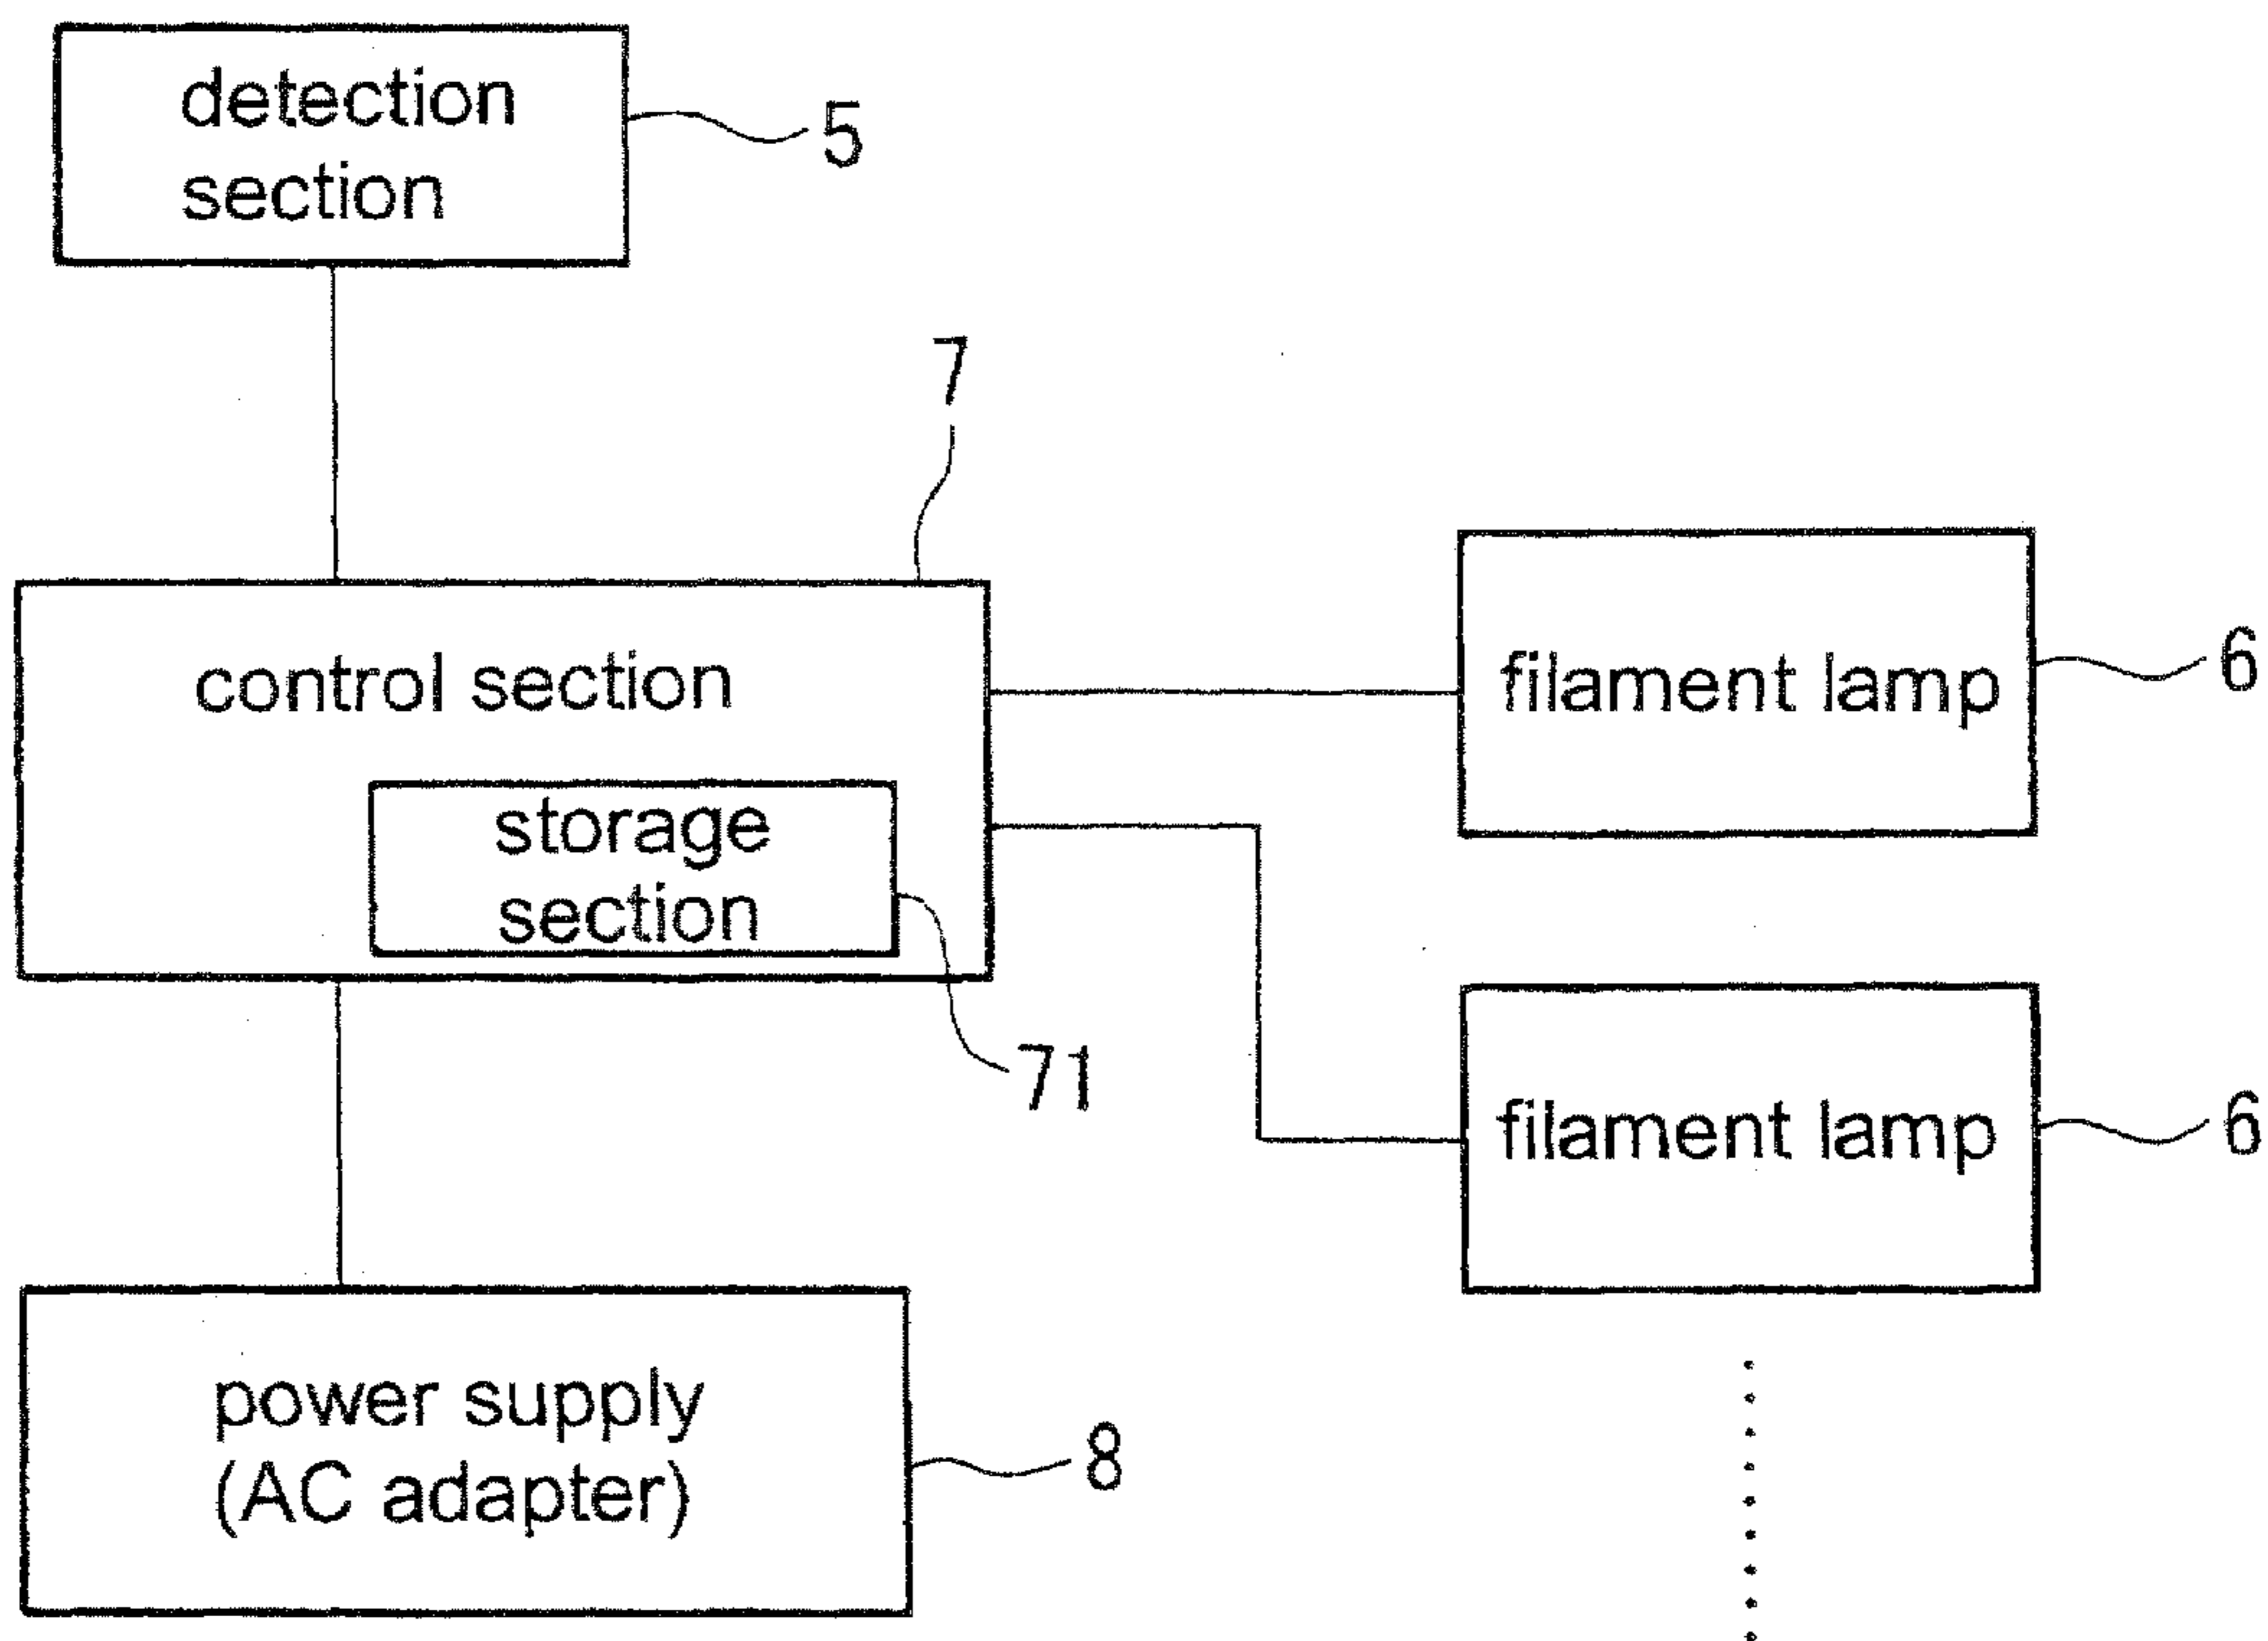 detection
section
5
7
control section
storage
section
71
filament lamp
6
filament lamp
6
power supply
(AC adapter)
8